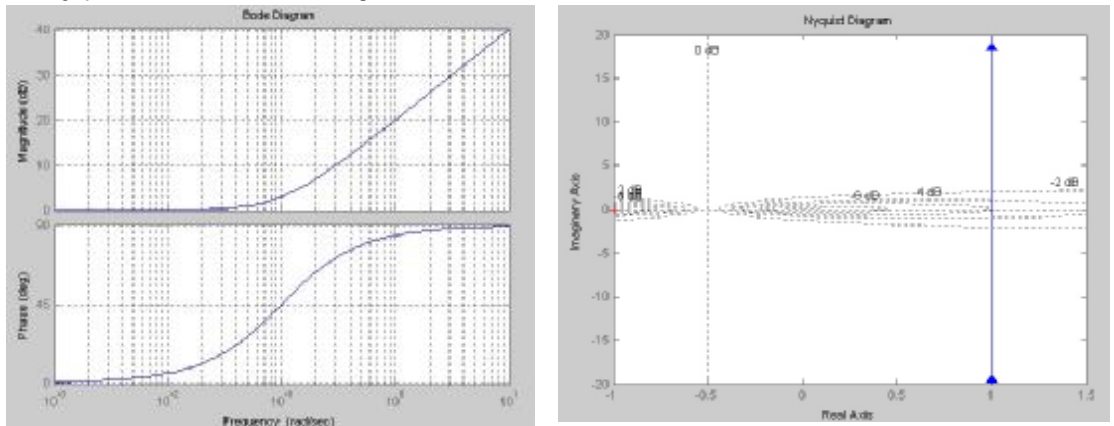 Bode Diagram
Magnitude (dB)
40
30
20
10
0
Phase (deg)
90
45
0
Frequency (rad/sec)
Nyquist Diagram
Imaginary Axis
20
15
10
5
0
-5
-10
-15
-20
0 dB
-6 dB
-4 dB
-2 dB
-1
-0.5
0
0.5
1
1.5
Real Axis